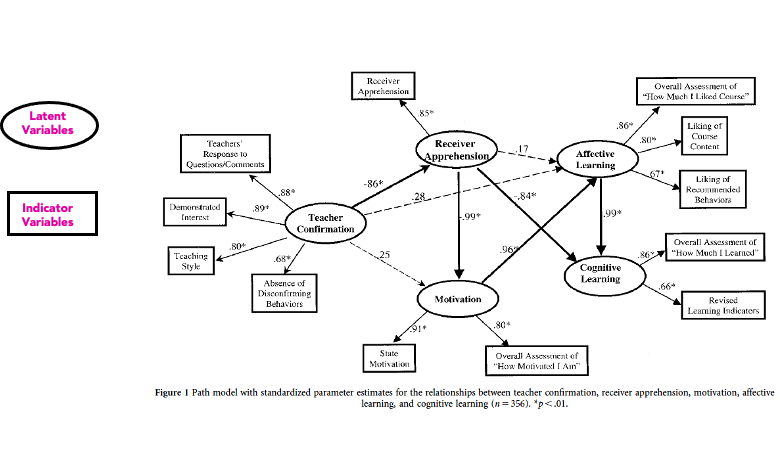 Latent
Variables
Indicator
Variables
Receiver
Apprehension
.85*
Receiver
Apprehension
Teachers'
Response to
Questions/Comments
.88*
Demonstrated
Interest
.89*
Teaching
Style
.80*
Absence of
Disconfirming
Behaviors
.68*
Teacher
Confirmation
-.86*
.28
.25
.17
-.99*
-.84*
.96*
Motivation
.91*
State
Motivation
.80*
Overall Assessment of
"How Motivated I Am"
Affective
Learning
.86*
Overall Assessment of
"How Much I Liked Course"
.80*
Liking of
Course
Content
.67*
Liking of
Recommended
Behaviors
.99*
Cognitive
Learning
.86*
Overall Assessment of
"How Much I Learned"
.66*
Revised
Learning Indicators
Figure 1 Path model with standardized parameter estimates for the relationships between teacher confirmation, receiver apprehension, motivation, affective
learning, and cognitive learning (n = 356). *p < .01.